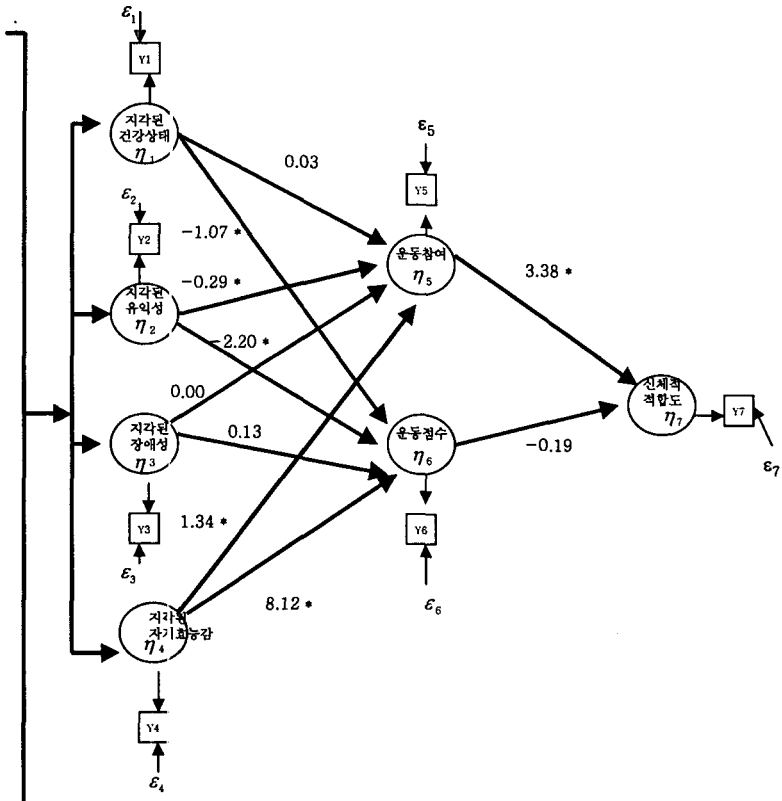 ε₁
Y1
지각된
건강상태
η₁
0.03
ε₅
Y5
ε₂
Y2
-1.07 *
운동참여
η₅
3.38 *
-0.29 *
지각된
유익성
η₂
-2.20 *
신체적
적합도
η₇
Y7
ε₇
0.00
지각된
장애성
η₃
0.13
운동점수
η₆
-0.19
Y3
ε₃
1.34 *
Y6
ε₆
8.12 *
지각된
자기효능감
η₄
Y4
ε₄